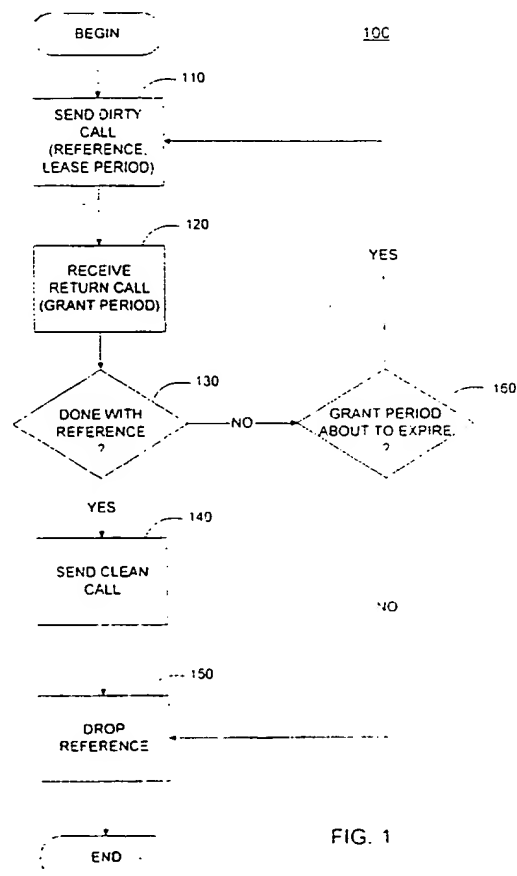 BEGIN
100
110
SEND DIRTY
CALL
(REFERENCE,
LEASE PERIOD)
120
RECEIVE
RETURN CALL
(GRANT PERIOD)
YES
130
DONE WITH
REFERENCE
?
NO
160
GRANT PERIOD
ABOUT TO EXPIRE
?
YES
140
SEND CLEAN
CALL
NO
150
DROP
REFERENCE
END
FIG. 1